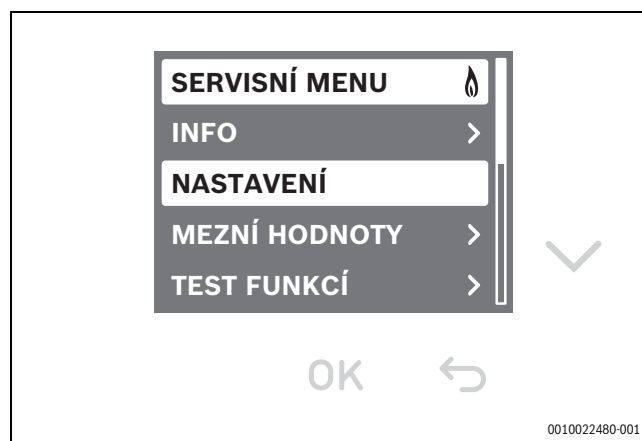 SERVISNÍ MENU
INFO
NASTAVENÍ
MEZNÍ HODNOTY
TEST FUNKCÍ
OK
0010022480-001